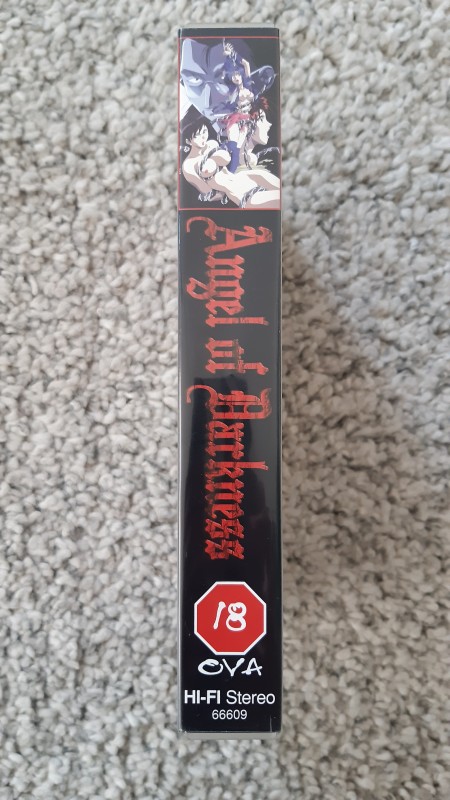 Angel of Darkness
18
OVA
HI-FI Stereo
66609